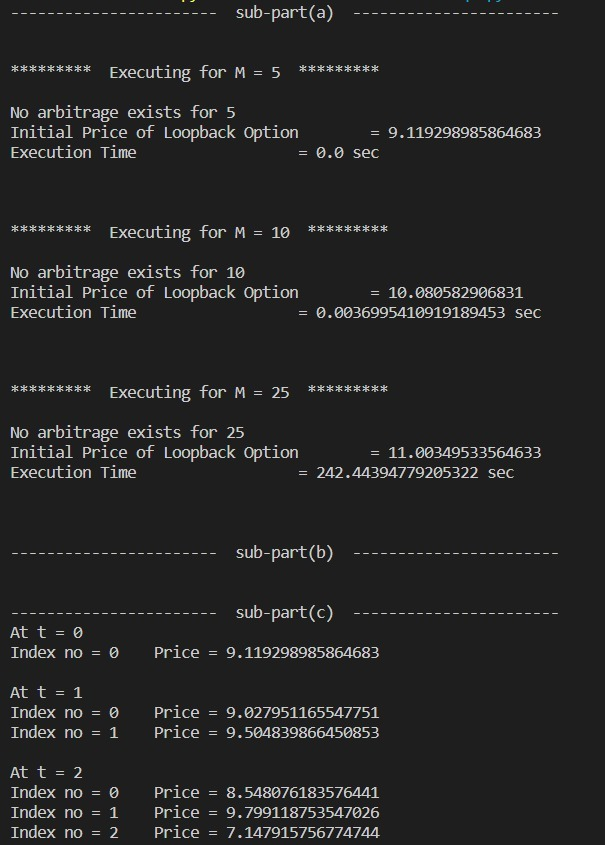 ----------------------- sub-part(a) -----------------------
********* Executing for M = 5 *********
No arbitrage exists for 5
Initial Price of Loopback Option = 9.119298985864683
Execution Time = 0.0 sec
********* Executing for M = 10 *********
No arbitrage exists for 10
Initial Price of Loopback Option = 10.080582906831
Execution Time = 0.0036995410919189453 sec
********* Executing for M = 25 *********
No arbitrage exists for 25
Initial Price of Loopback Option = 11.00349533564633
Execution Time = 242.44394779205322 sec
----------------------- sub-part(b) -----------------------
----------------------- sub-part(c) -----------------------
At t = 0
Index no = 0 Price = 9.119298985864683
At t = 1
Index no = 0 Price = 9.027951165547751
Index no = 1 Price = 9.504839866450853
At t = 2
Index no = 0 Price = 8.548076183576441
Index no = 1 Price = 9.799118753547026
Index no = 2 Price = 7.147915756774744